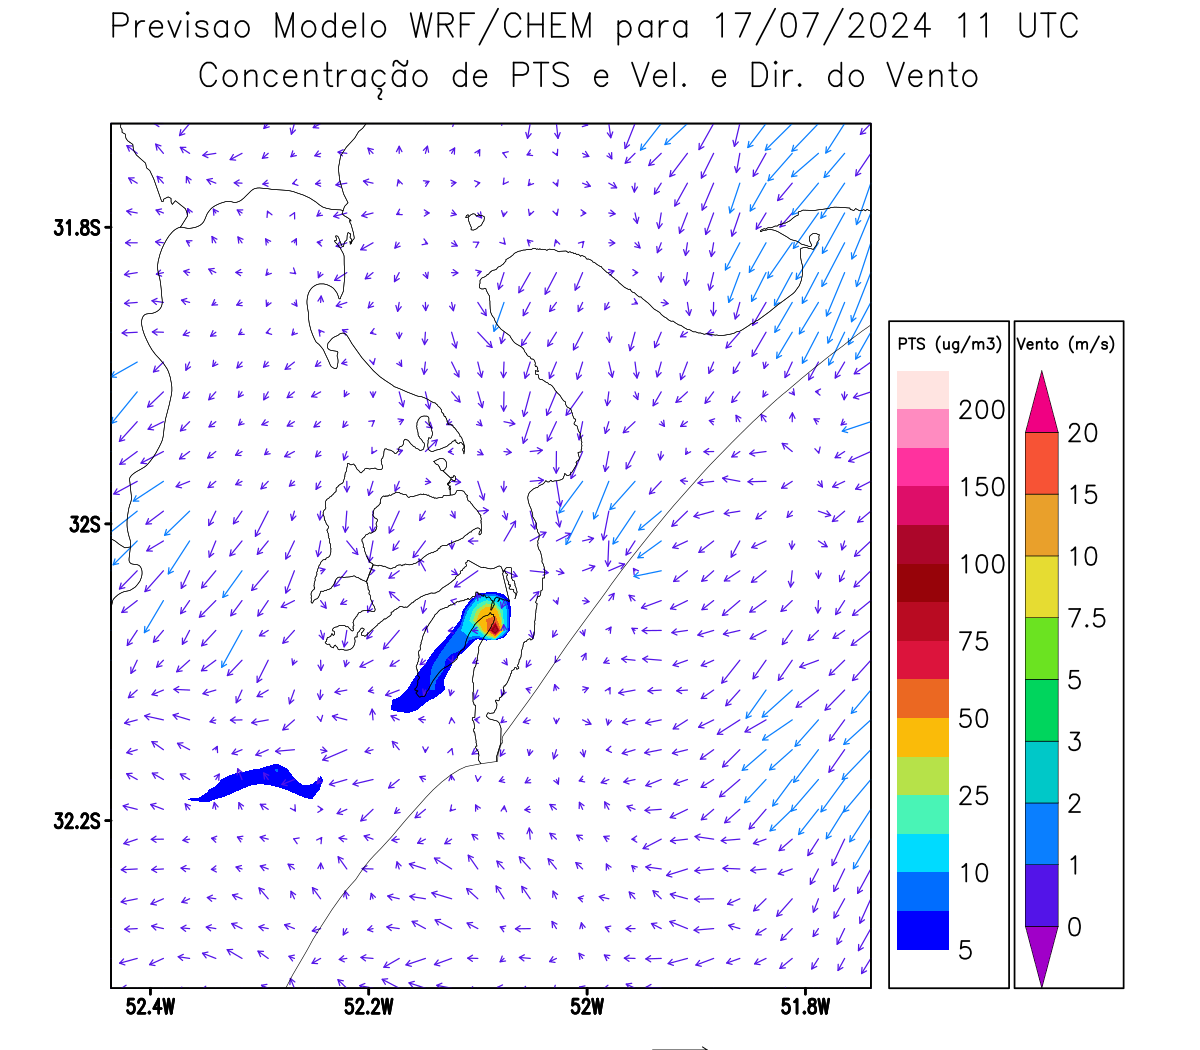 Previsao Modelo WRF/CHEM para 17/07/2024 11 UTC
Concentração de PTS e Vel. e Dir. do Vento
31.8S
32S
32.2S
52.4W
52.2W
52W
51.8W
PTS (ug/m3)
200
150
100
75
50
25
10
5
Vento (m/s)
20
15
10
7.5
5
3
2
1
0